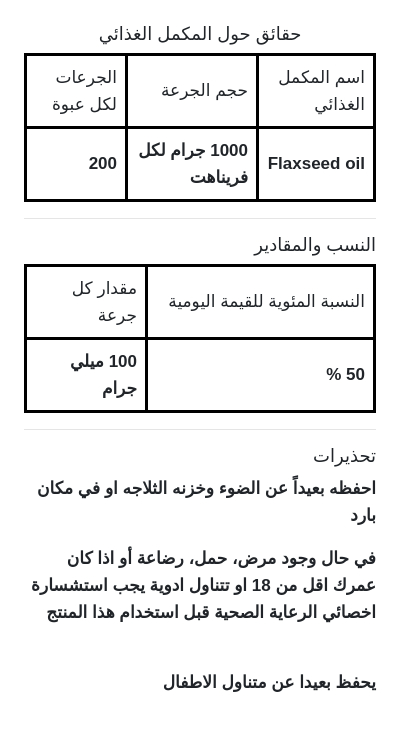 حقائق حول المكمل الغذائي
اسم المكمل الغذائي
حجم الجرعة
الجرعات لكل عبوة
Flaxseed oil
1000 جرام لكل فريناهت
200
النسب والمقادير
النسبة المئوية للقيمة اليومية
مقدار كل جرعة
50 %
100 ميلي جرام
تحذيرات
احفظه بعيداً عن الضوء وخزنه الثلاجه او في مكان بارد
في حال وجود مرض، حمل، رضاعة أو اذا كان عمرك اقل من 18 او تتناول ادوية يجب استشسارة اخصائي الرعاية الصحية قبل استخدام هذا المنتج
يحفظ بعيدا عن متناول الاطفال